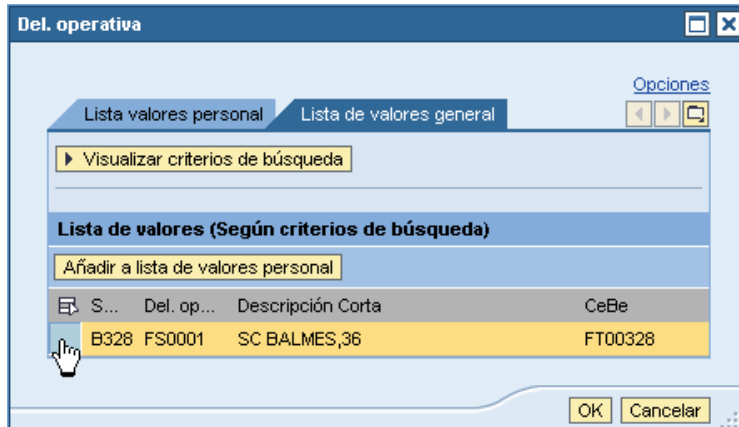 Del. operativa
Opciones
Lista valores personal Lista de valores general
Visualizar criterios de búsqueda
Lista de valores (Según criterios de búsqueda)
Añadir a lista de valores personal
S... Del. op... Descripción Corta CeBe
B328 FS0001 SC BALMES,36 FT00328
OK Cancelar